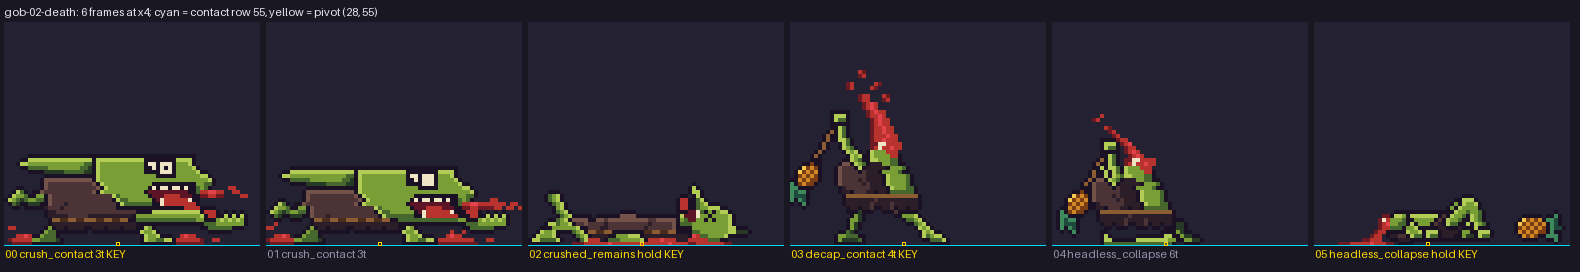 gob-02-death: 6 frames at x4; cyan = contact row 55, yellow = pivot (28,55)
00 crush_contact 3t KEY
01 crush_contact 3t
02 crushed_remains hold KEY
03 decap_contact 4t KEY
04 headless_collapse 6t
05 headless_collapse hold KEY